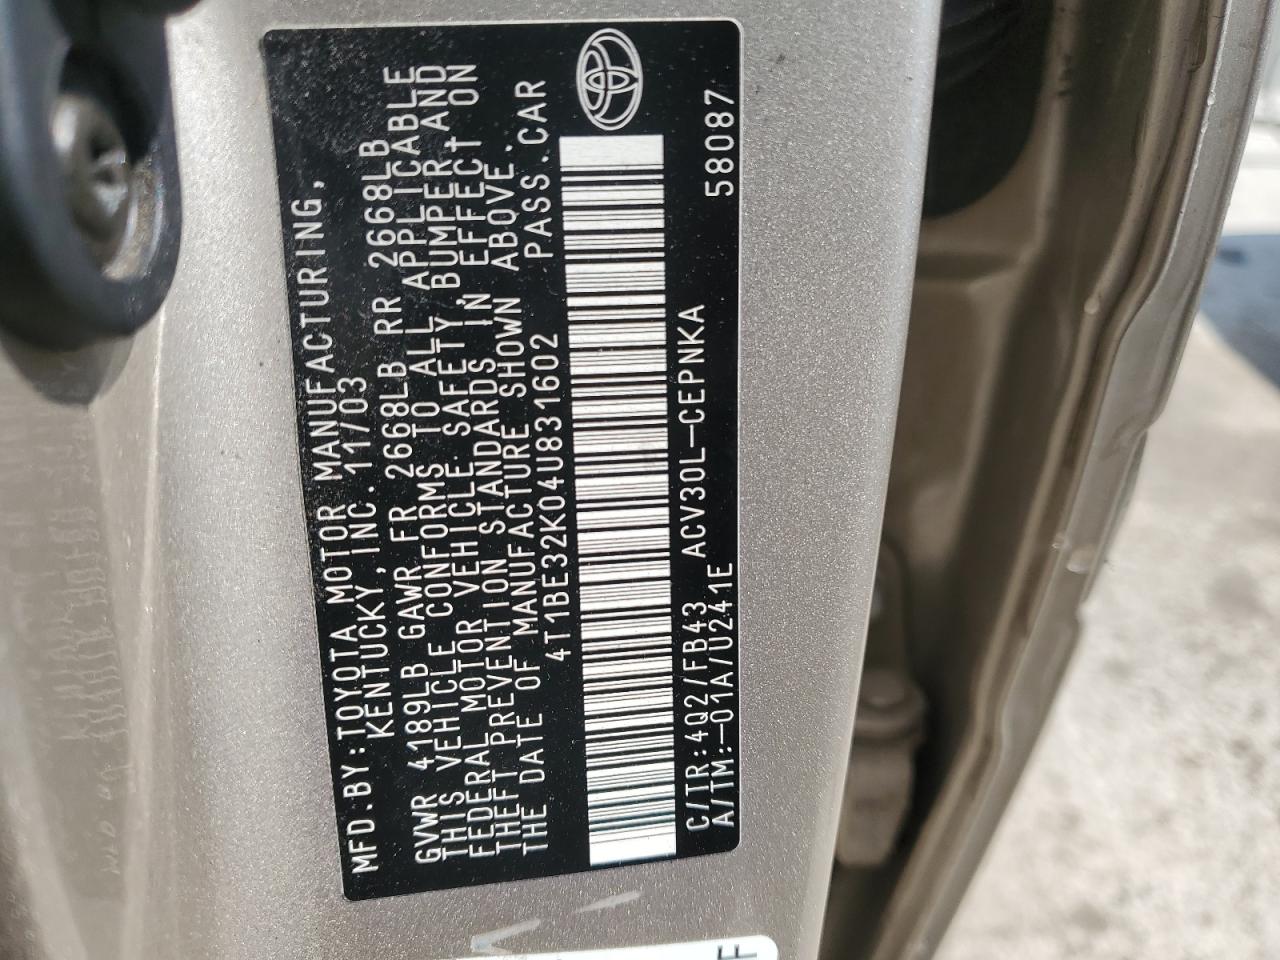 MFD.BY:TOYOTA MOTOR MANUFACTURING,
KENTUCKY, INC. 11/03
GVWR 4189LB GAWR FR 2668LB RR 2668LB
THIS VEHICLE CONFORMS TO ALL APPLICABLE
FEDERAL MOTOR VEHICLE SAFETY, BUMPER AND
THEFT PREVENTION STANDARDS IN EFFECT ON
THE DATE OF MANUFACTURE SHOWN ABOVE.
4T1BE32K04U831602 PASS.CAR
C/TR:4Q2/FB43 ACV30L-CEPNKA
A/TM:-01A/U241E 58087
F